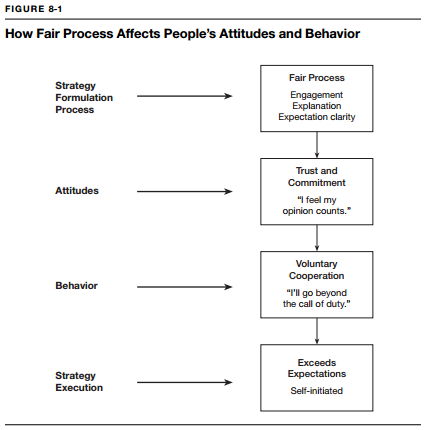 FIGURE 8-1
How Fair Process Affects People's Attitudes and Behavior
Strategy
Formulation
Process
Fair Process
Engagement
Explanation
Expectation clarity
Attitudes
Trust and
Commitment
"I feel my
opinion counts."
Behavior
Voluntary
Cooperation
"I'll go beyond
the call of duty."
Strategy
Execution
Exceeds
Expectations
Self-initiated